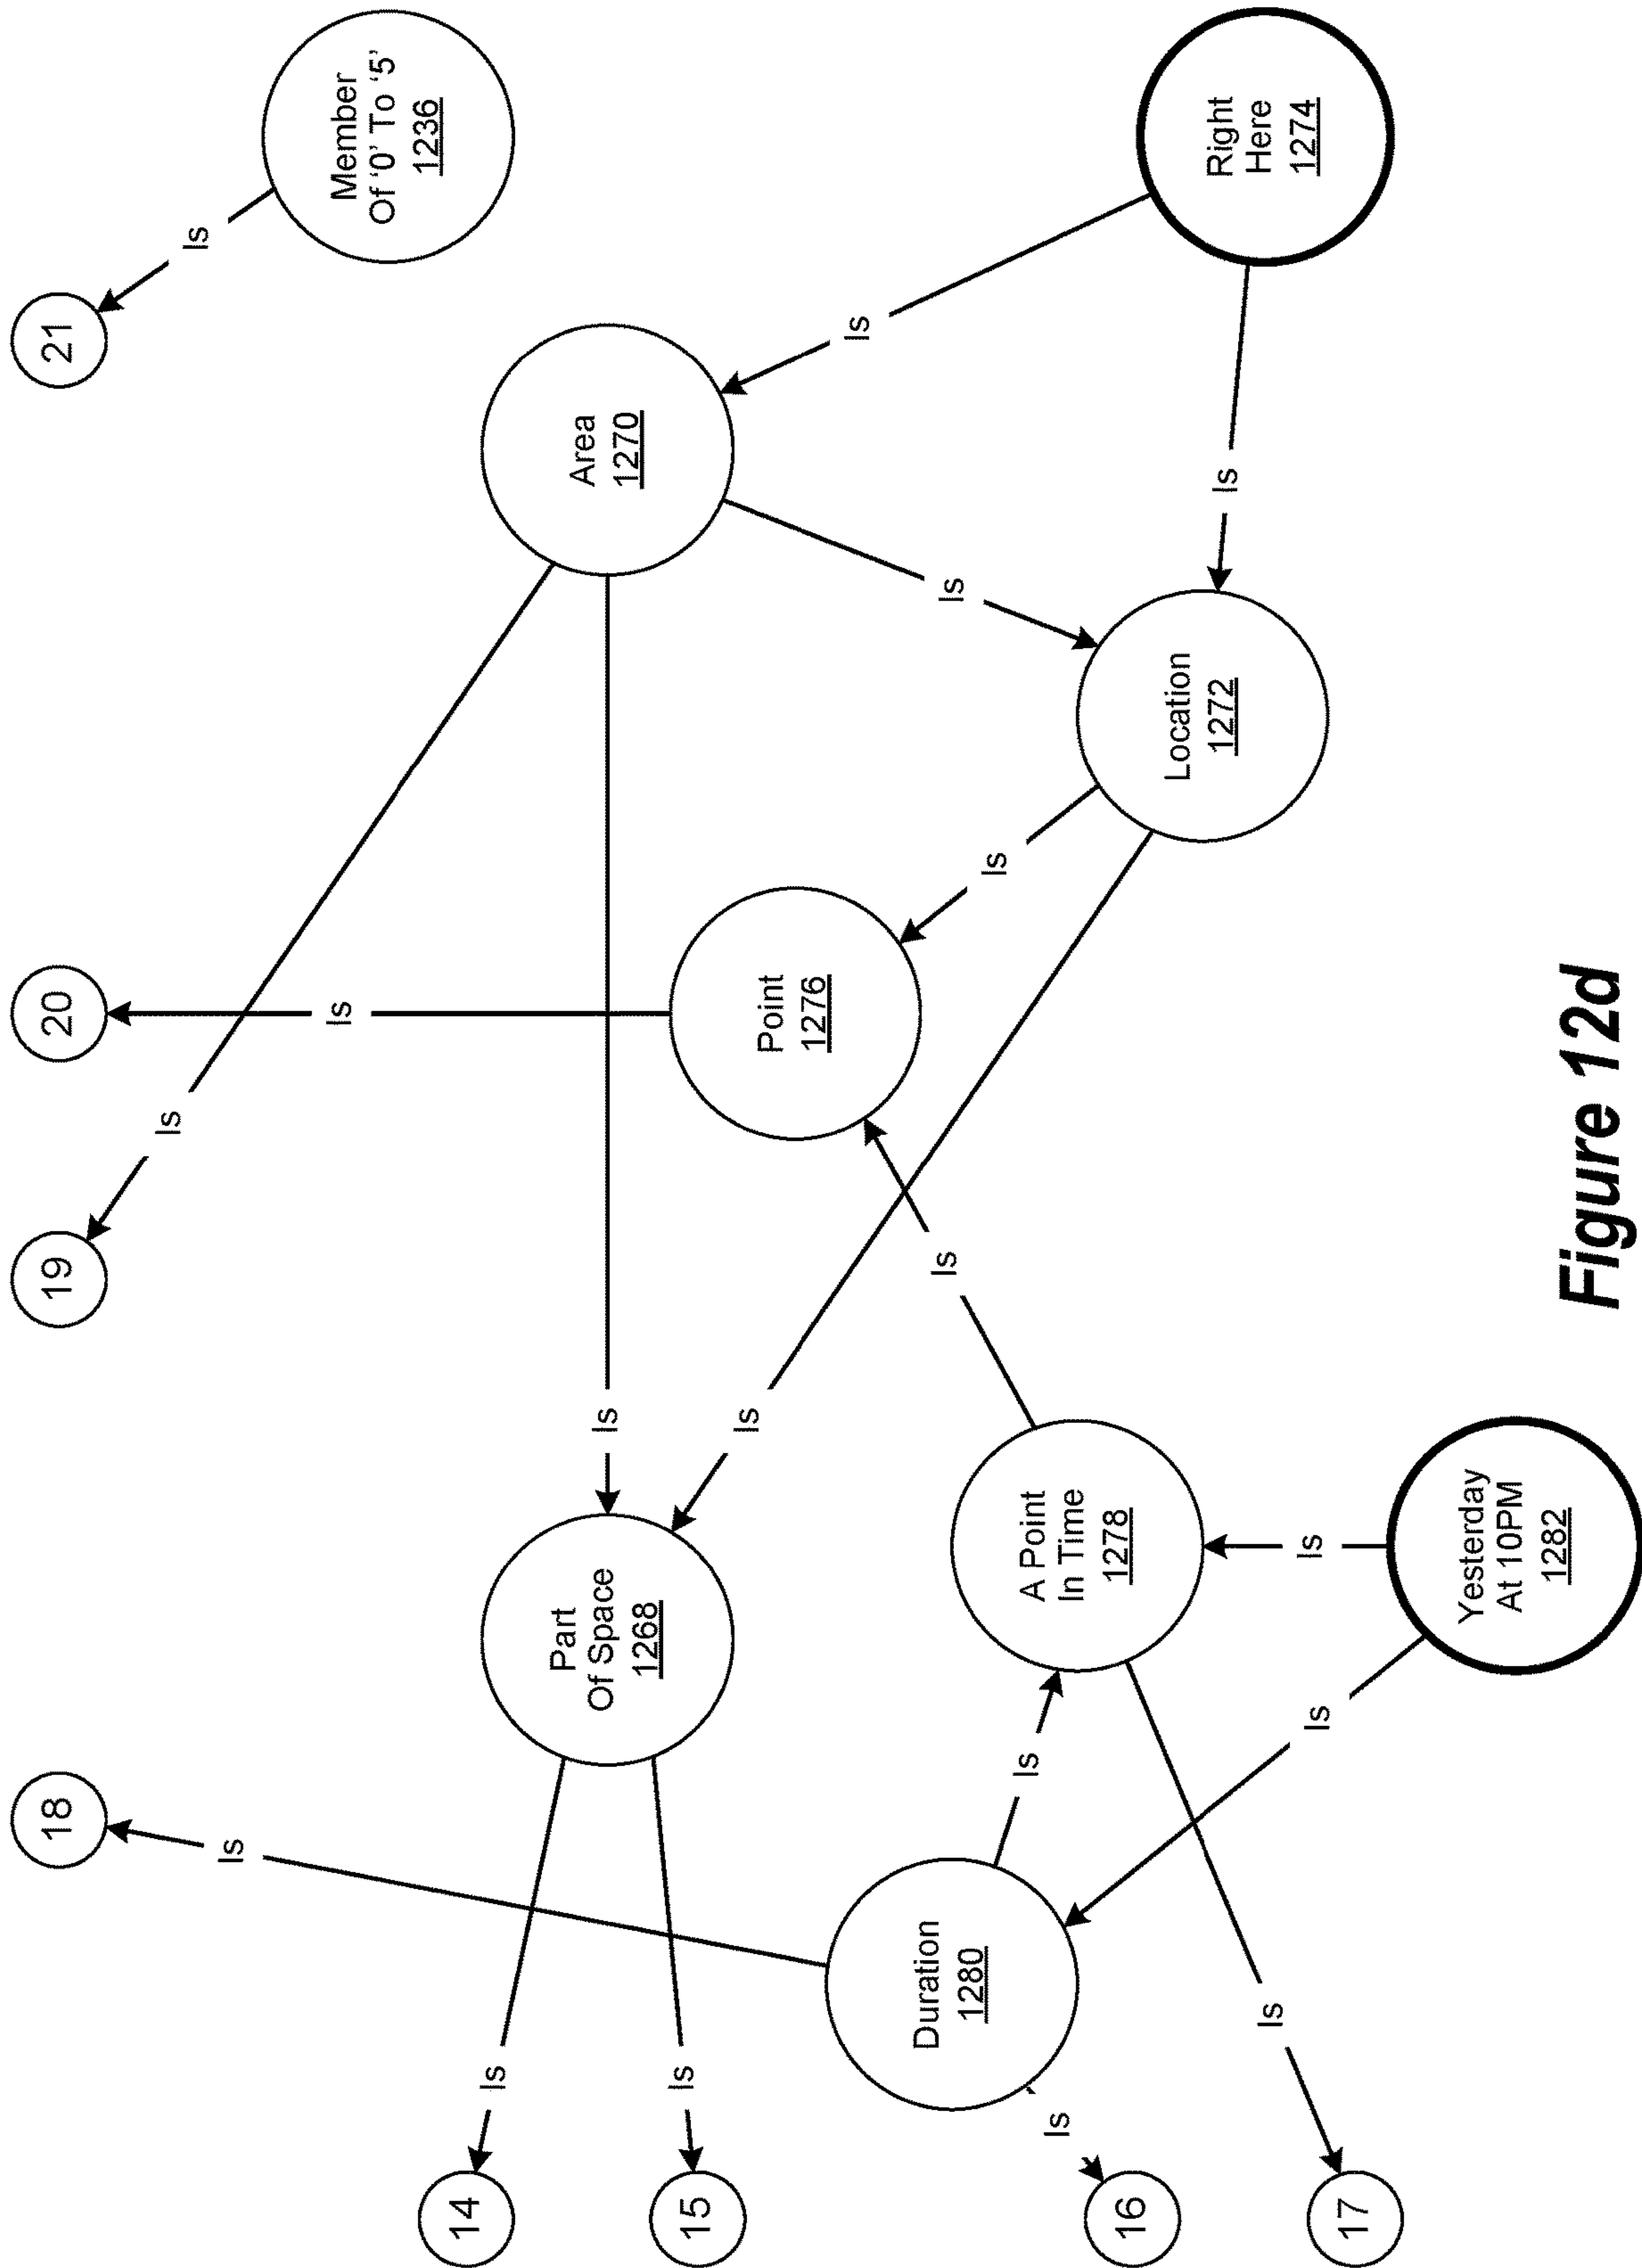 18
19
20
21
Is
Is
Is
Is
Member
Of '0' To '5'
1236
14
Is
Part
Of Space
1268
Is
Area
1270
15
Is
Is
Point
1276
Is
Is
Duration
1280
Is
Is
Is
Is
A Point
In Time
1278
16
Location
1272
Is
Right
Here
1274
Is
Is
Is
17
Yesterday
At 10PM
1282
Figure 12d